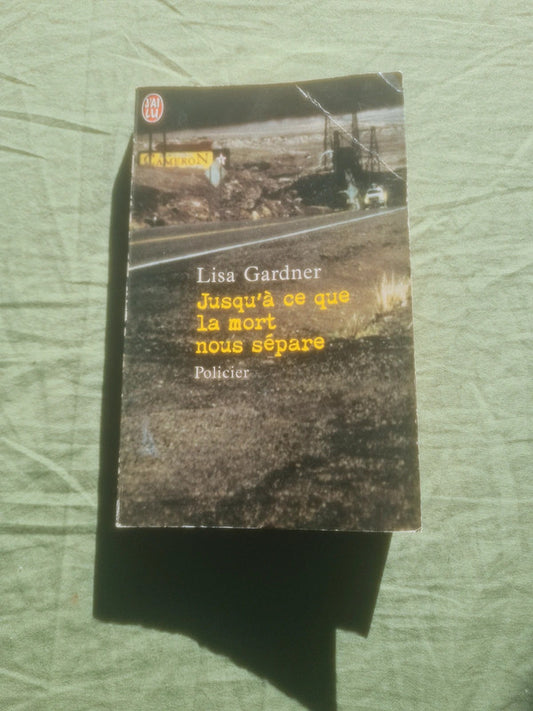 J'AI
LU
CAMERON
Lisa Gardner
Jusqu'à ce que
la mort
nous sépare
Policier